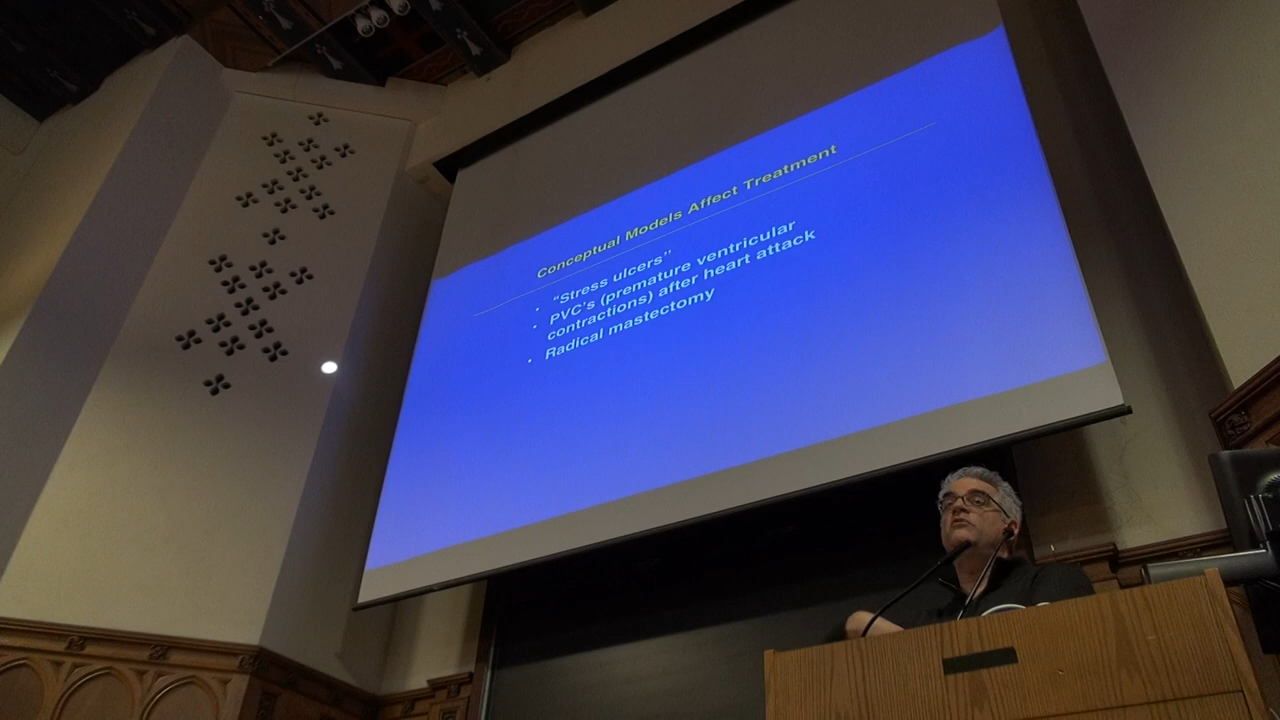 Conceptual Models Affect Treatment
• “Stress ulcers”
• PVC's (premature ventricular
contractions) after heart attack
• Radical mastectomy